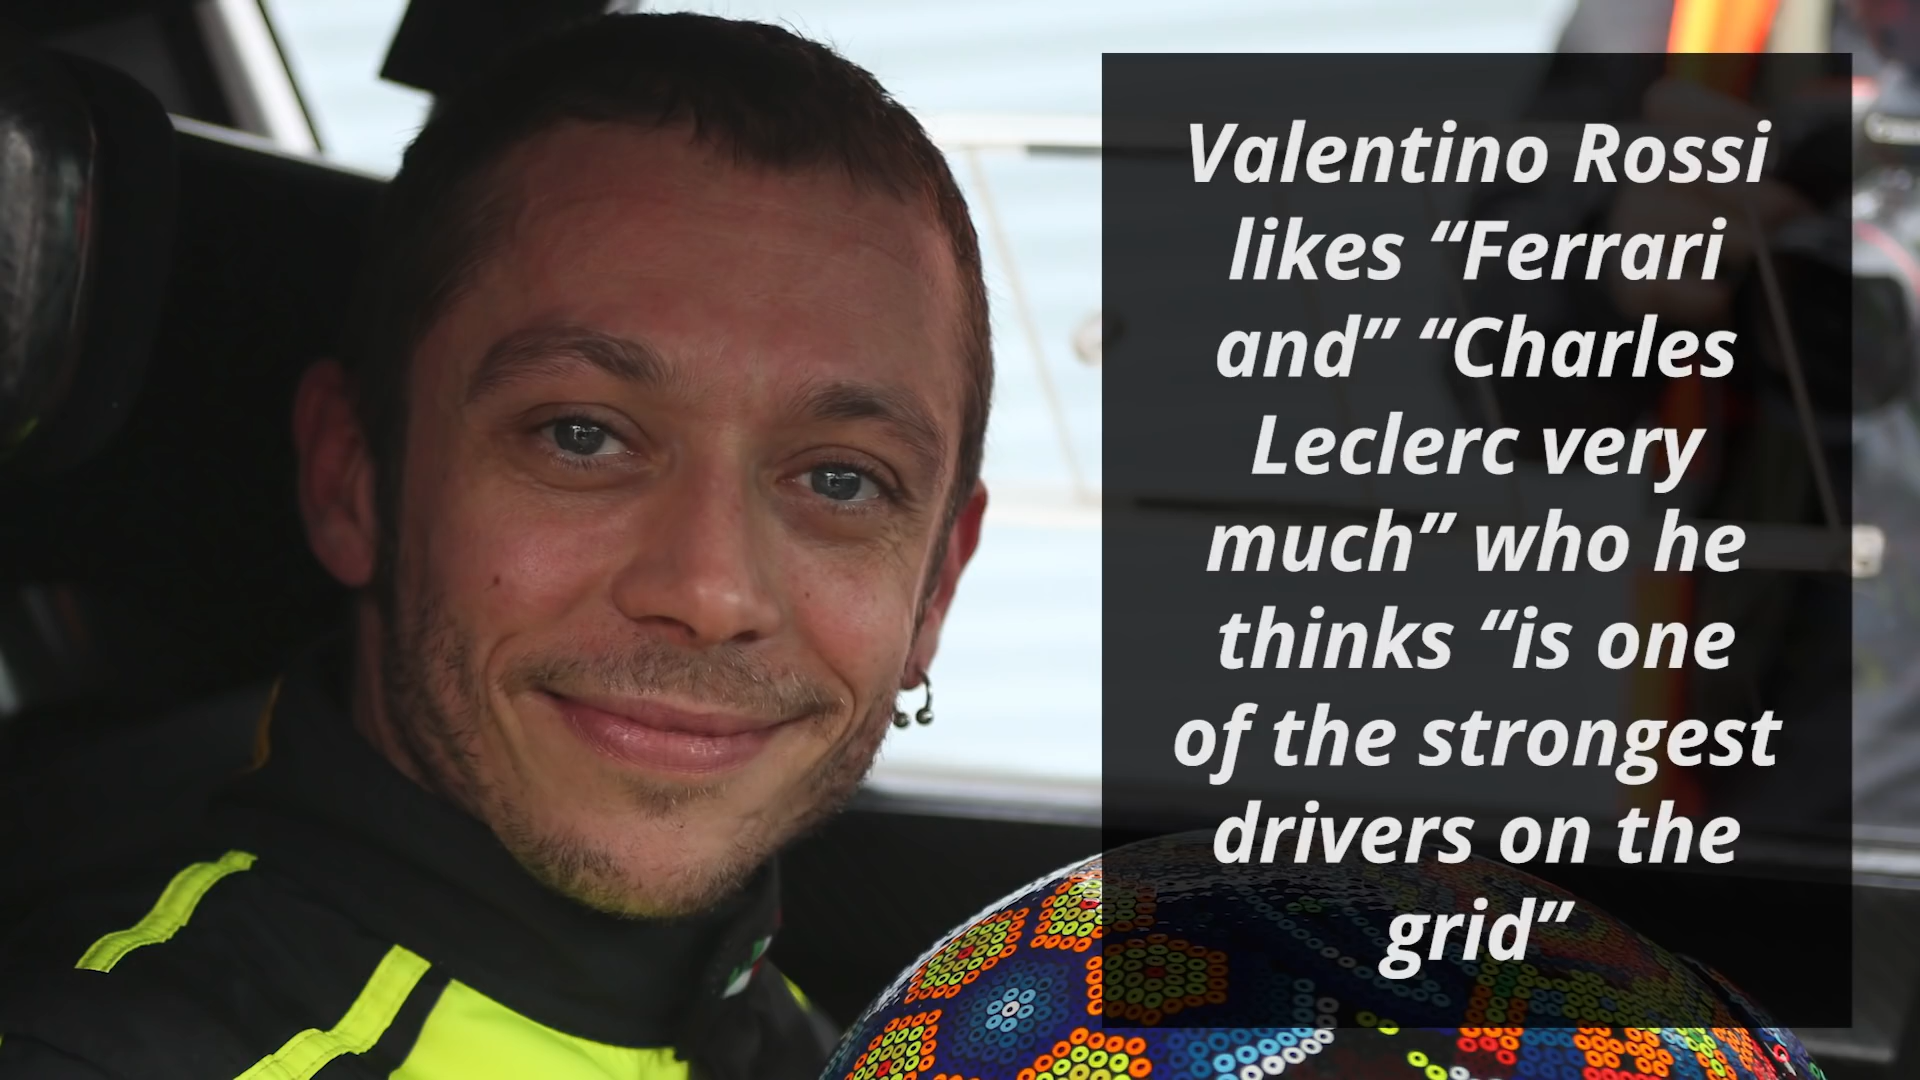 Valentino Rossi
likes “Ferrari
and” “Charles
Leclerc very
much” who he
thinks “is one
of the strongest
drivers on the
grid”